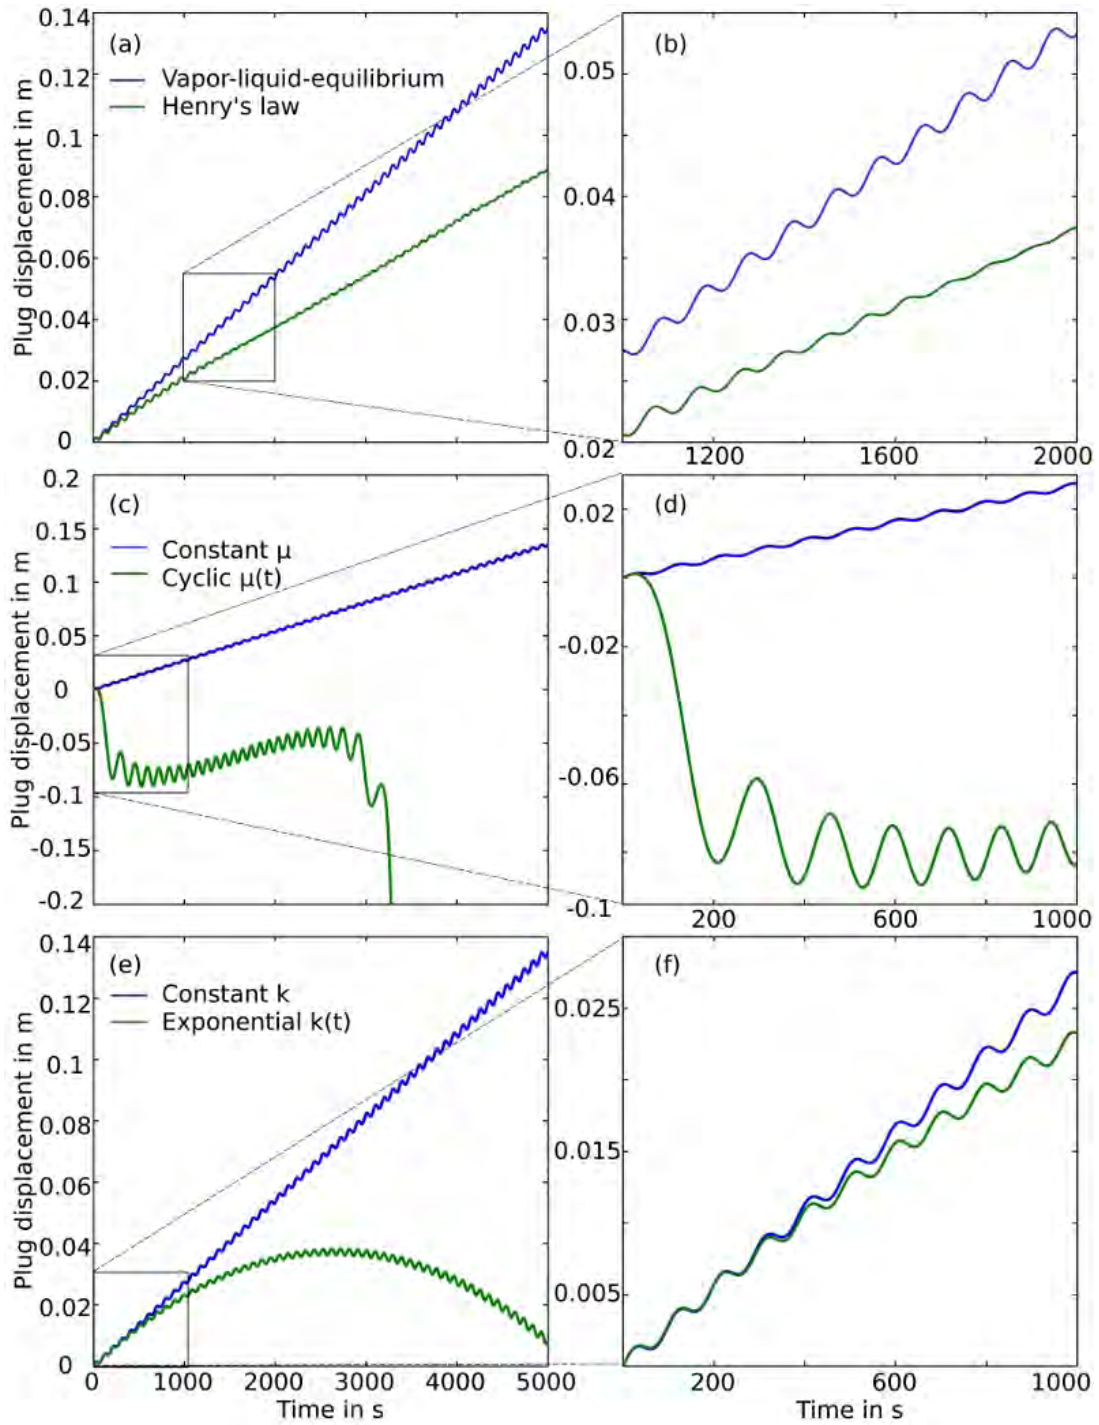 (a)
Vapor-liquid-equilibrium
Henry's law
Plug displacement in m
0.14
0.12
0.1
0.08
0.06
0.04
0.02
0
(b)
0.05
0.04
0.03
0.02
1200 1600 2000
(c)
Constant μ
Cyclic μ(t)
Plug displacement in m
0.2
0.15
0.1
0.05
0
-0.05
-0.1
-0.15
-0.2
(d)
0.02
-0.02
-0.06
-0.1
200 600 1000
(e)
Constant k
Exponential k(t)
Plug displacement in m
0.14
0.12
0.1
0.08
0.06
0.04
0.02
0
0 1000 2000 3000 4000 5000
Time in s
(f)
0.025
0.015
0.005
200 600 1000
Time in s